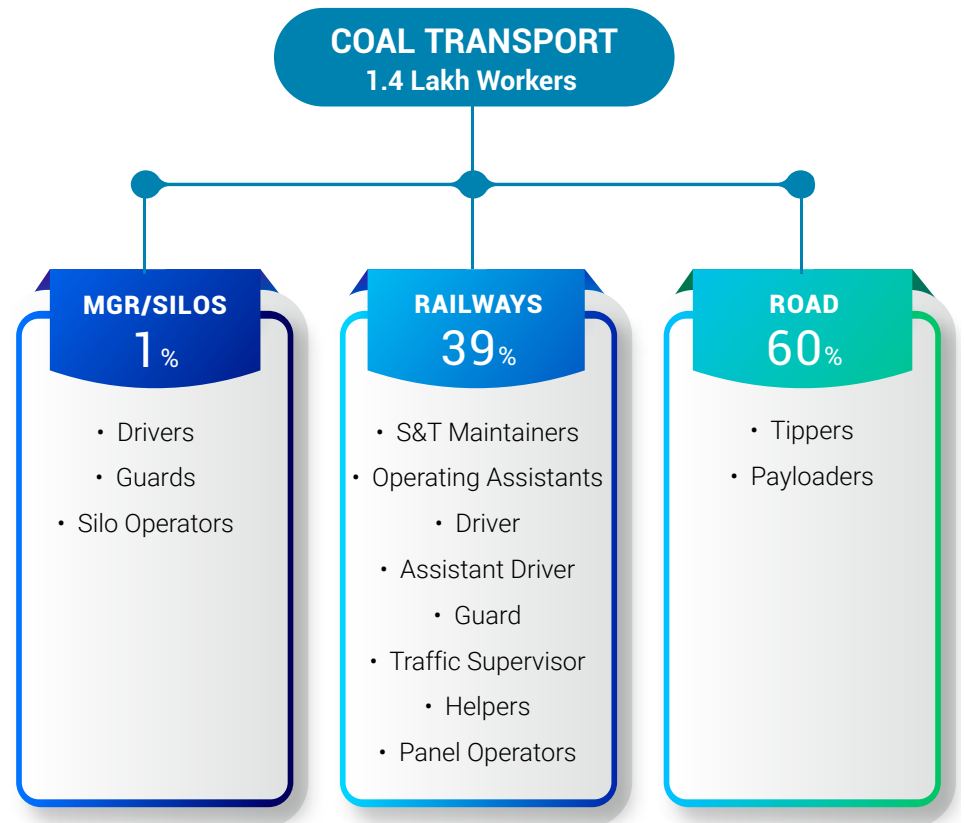 COAL TRANSPORT
1.4 Lakh Workers
MGR/SILOS
1%
• Drivers
• Guards
• Silo Operators
RAILWAYS
39%
• S&T Maintainers
• Operating Assistants
• Driver
• Assistant Driver
• Guard
• Traffic Supervisor
• Helpers
• Panel Operators
ROAD
60%
• Tippers
• Payloaders